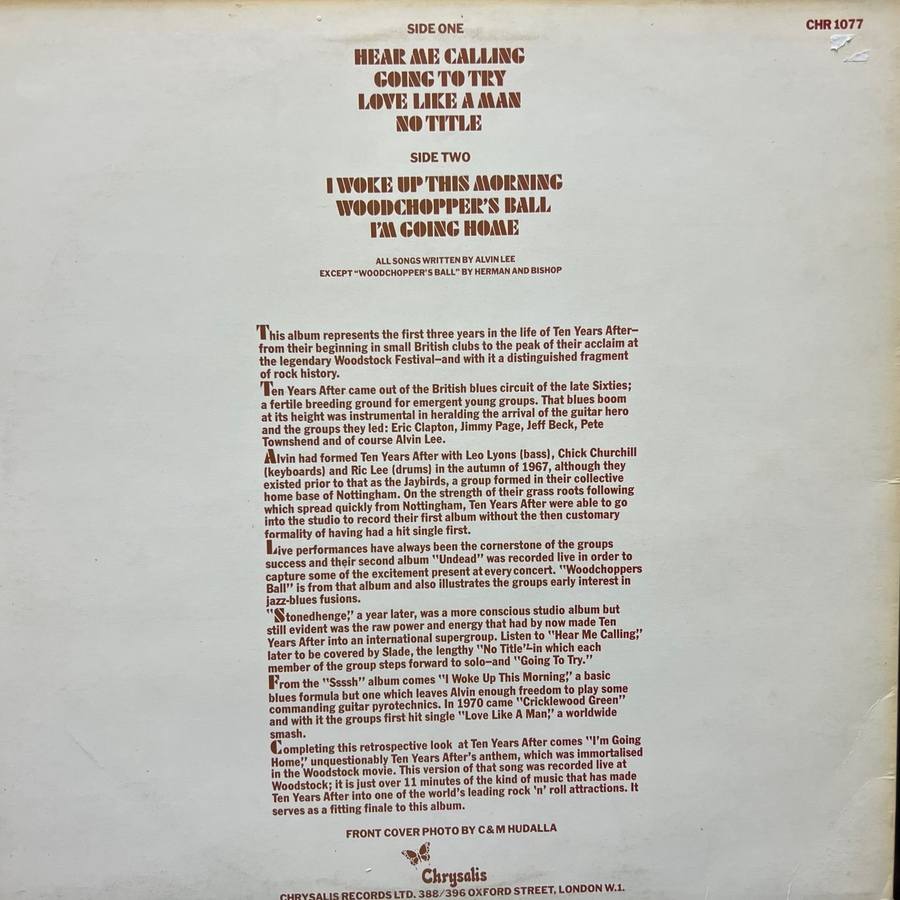 SIDE ONE
CHR 1077
HEAR ME CALLING
GOING TO TRY
LOVE LIKE A MAN
NO TITLE
SIDE TWO
I WOKE UP THIS MORNING
WOODCHOPPER'S BALL
I'M GOING HOME
ALL SONGS WRITTEN BY ALVIN LEE
EXCEPT "WOODCHOPPER'S BALL" BY HERMAN AND BISHOP
This album represents the first three years in the life of Ten Years After—
from their beginning in small British clubs to the peak of their acclaim at
the legendary Woodstock Festival—and with it a distinguished fragment
of rock history.
Ten Years After came out of the British blues circuit of the late Sixties;
a fertile breeding ground for emergent young groups. That blues boom
at its height was instrumental in heralding the arrival of the guitar hero
and the groups they led: Eric Clapton, Jimmy Page, Jeff Beck, Pete
Townshend and of course Alvin Lee.
Alvin had formed Ten Years After with Leo Lyons (bass), Chick Churchill
(keyboards) and Ric Lee (drums) in the autumn of 1967, although they
existed prior to that as the Jaybirds, a group formed in their collective
home base of Nottingham. On the strength of their grass roots following
which spread quickly from Nottingham, Ten Years After were able to go
into the studio to record their first album without the then customary
formality of having had a hit single first.
Live performances have always been the cornerstone of the groups
success and their second album "Undead" was recorded live in order to
capture some of the excitement present at every concert. "Woodchoppers
Ball" is from that album and also illustrates the groups early interest in
jazz-blues fusions.
"Stonedhenge," a year later, was a more conscious studio album but
still evident was the raw power and energy that had by now made Ten
Years After into an international supergroup. Listen to "Hear Me Calling,"
later to be covered by Slade, the lengthy "No Title"—in which each
member of the group steps forward to solo—and "Going To Try."
From the "Ssssh" album comes "I Woke Up This Morning," a basic
blues formula but one which leaves Alvin enough freedom to play some
commanding guitar pyrotechnics. In 1970 came "Cricklewood Green"
and with it the groups first hit single "Love Like A Man," a worldwide
smash.
Completing this retrospective look at Ten Years After comes "I'm Going
Home," unquestionably Ten Years After's anthem, which was immortalised
in the Woodstock movie. This version of that song was recorded live at
Woodstock; it is just over 11 minutes of the kind of music that has made
Ten Years After into one of the world's leading rock 'n' roll attractions. It
serves as a fitting finale to this album.
FRONT COVER PHOTO BY C & M HUDALLA
Chrysalis
CHRYSALIS RECORDS LTD. 388/396 OXFORD STREET, LONDON W.1.